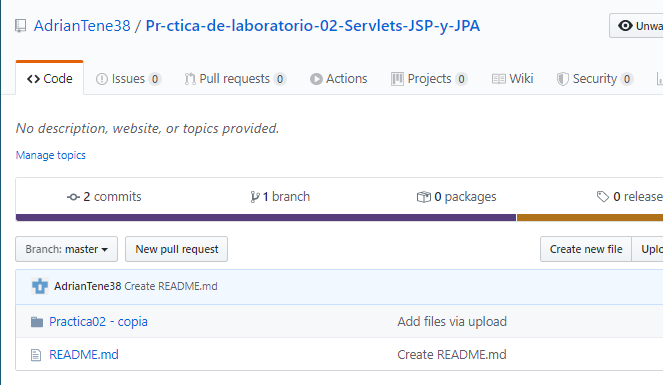 AdrianTene38 / Pr-ctica-de-laboratorio-02-Servlets-JSP-y-JPA
Unwa
Code Issues 0 Pull requests 0 Actions Projects 0 Wiki Security 0
No description, website, or topics provided.
Manage topics
2 commits 1 branch 0 packages 0 release
Branch: master New pull request Create new file Uplo
AdrianTene38 Create README.md
Practica02 - copia Add files via upload
README.md Create README.md